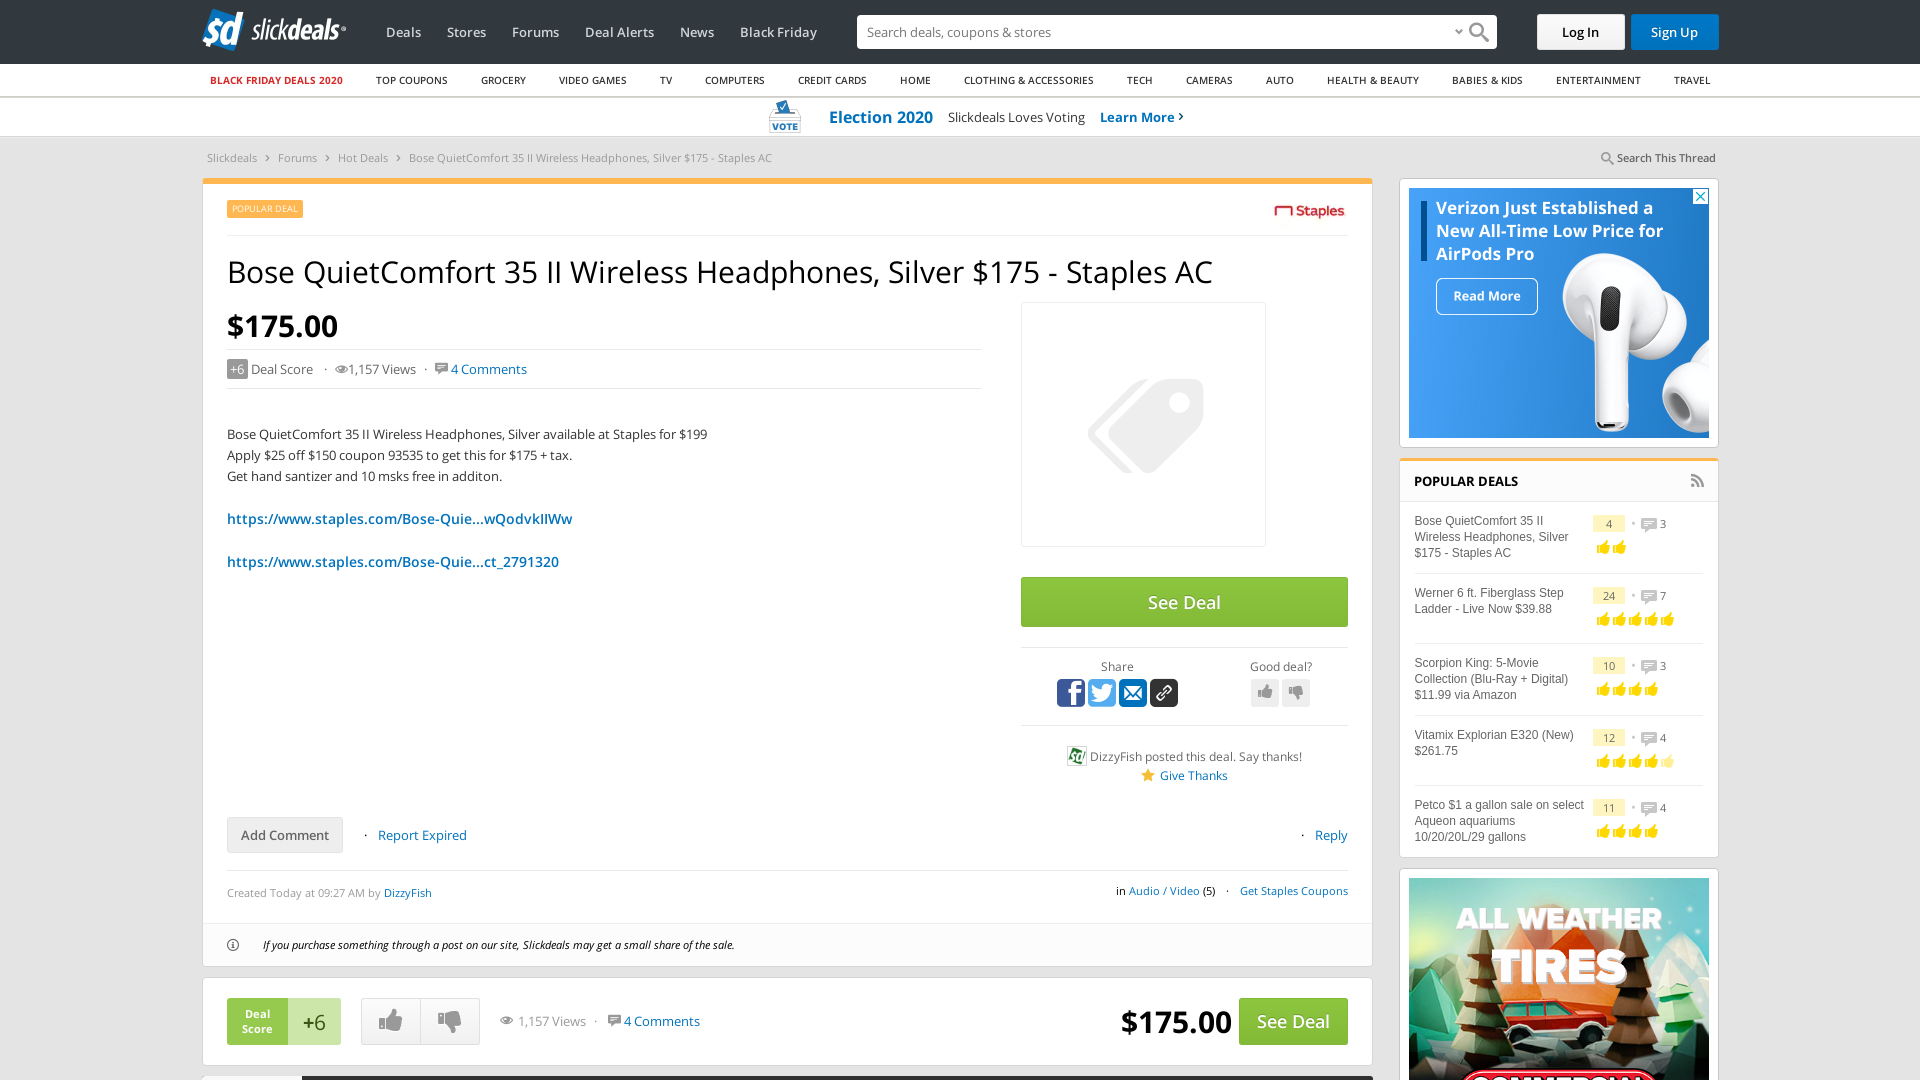 sd slickdeals
Deals
Stores
Forums
Deal Alerts
News
Black Friday
Search deals, coupons & stores
Log In
Sign Up
BLACK FRIDAY DEALS 2020
TOP COUPONS
GROCERY
VIDEO GAMES
TV
COMPUTERS
CREDIT CARDS
HOME
CLOTHING & ACCESSORIES
TECH
CAMERAS
AUTO
HEALTH & BEAUTY
BABIES & KIDS
ENTERTAINMENT
TRAVEL
VOTE
Election 2020 Slickdeals Loves Voting Learn More
Slickdeals > Forums > Hot Deals > Bose QuietComfort 35 II Wireless Headphones, Silver $175 - Staples AC
Search This Thread
POPULAR DEAL
Staples
Bose QuietComfort 35 II Wireless Headphones, Silver $175 - Staples AC
$175.00
+6 Deal Score · 1,157 Views · 4 Comments
Bose QuietComfort 35 II Wireless Headphones, Silver available at Staples for $199
Apply $25 off $150 coupon 93535 to get this for $175 + tax.
Get hand santizer and 10 msks free in additon.
https://www.staples.com/Bose-Quie...wQodvkIIWw
https://www.staples.com/Bose-Quie...ct_2791320
See Deal
Share
Good deal?
DizzyFish posted this deal. Say thanks!
Give Thanks
Add Comment · Report Expired
· Reply
Created Today at 09:27 AM by DizzyFish
in Audio / Video (5) · Get Staples Coupons
If you purchase something through a post on our site, Slickdeals may get a small share of the sale.
Deal
Score
+6
1,157 Views · 4 Comments
$175.00
See Deal
Verizon Just Established a
New All-Time Low Price for
AirPods Pro
Read More
POPULAR DEALS
Bose QuietComfort 35 II
Wireless Headphones, Silver
$175 - Staples AC
4 • 3
Werner 6 ft. Fiberglass Step
Ladder - Live Now $39.88
24 • 7
Scorpion King: 5-Movie
Collection (Blu-Ray + Digital)
$11.99 via Amazon
10 • 3
Vitamix Explorian E320 (New)
$261.75
12 • 4
Petco $1 a gallon sale on select
Aqueon aquariums
10/20/20L/29 gallons
11 • 4
ALL WEATHER
TIRES